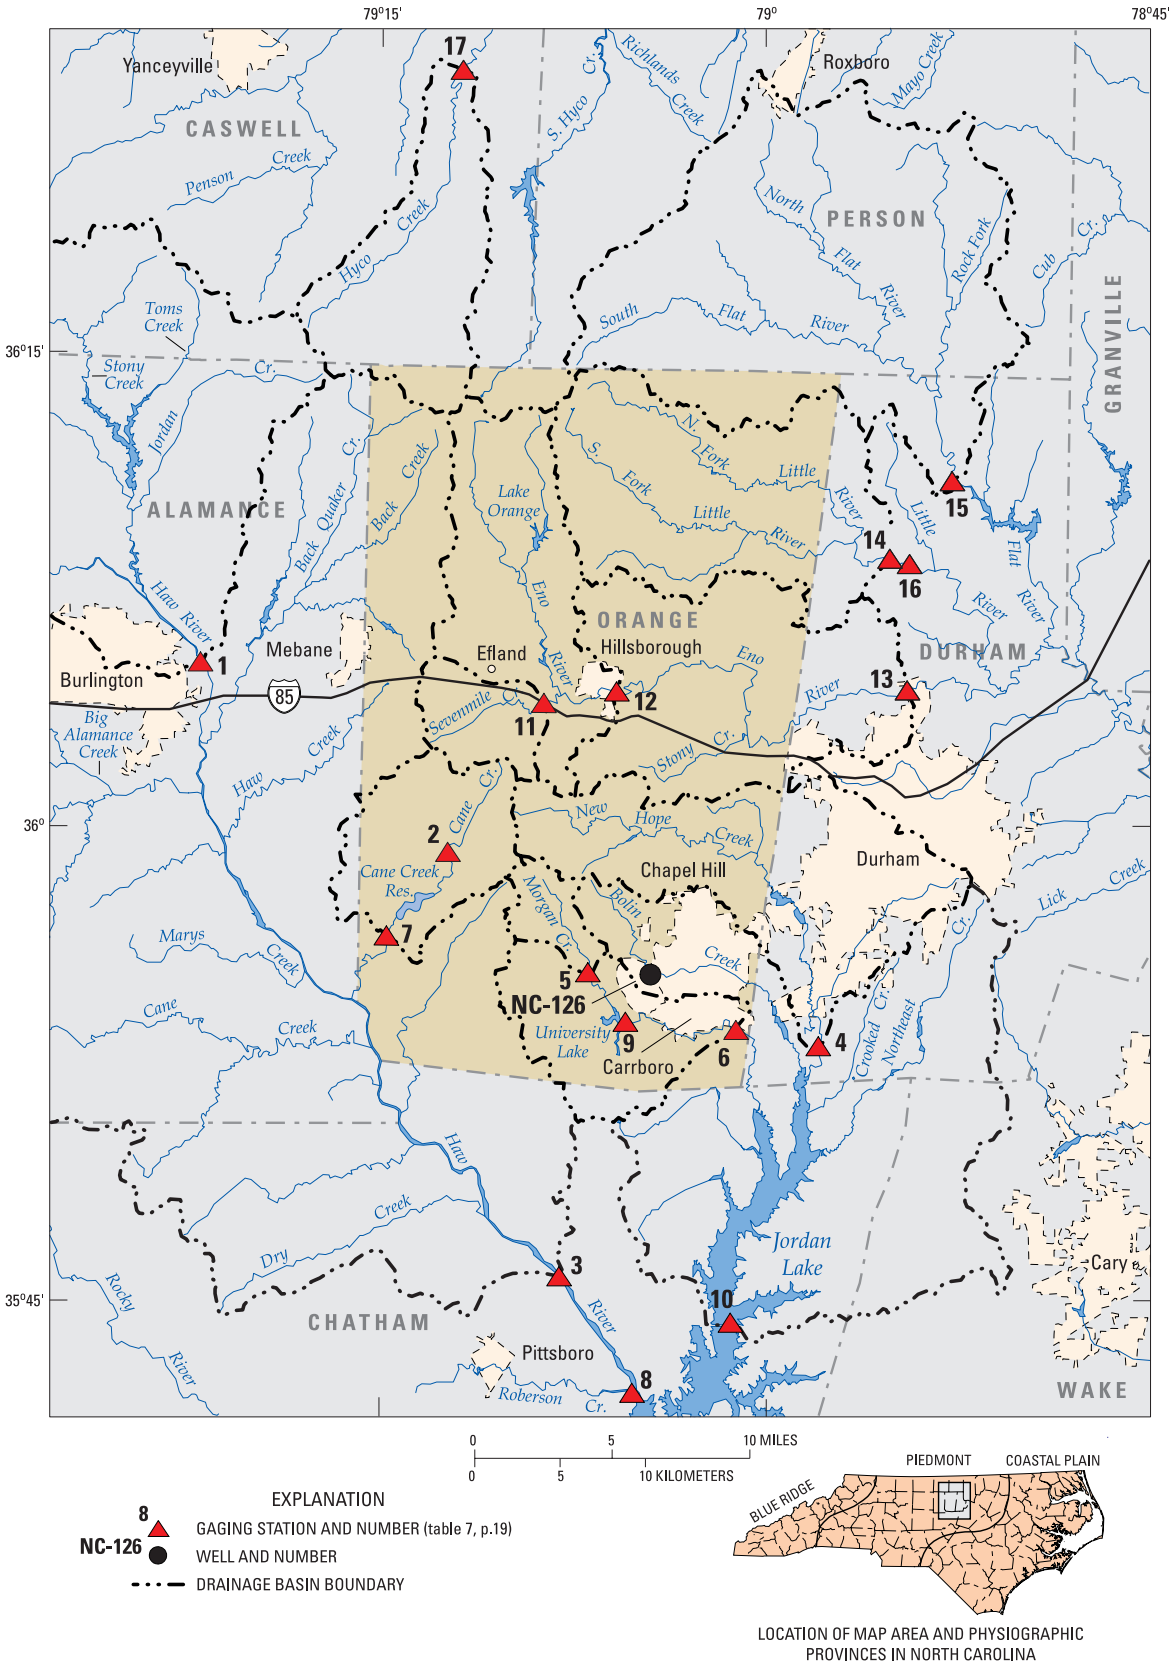 79°15'
79°
78°45'
17
Yanceyville
Roxboro
Richlands
Creek
Mayo Creek
S. Hyco
Cr.
CASWELL
Penson
Creek
North
Flat
River
PERSON
Rock Fork
Cub
Cr.
Hyco
Creek
Toms
Creek
South
Flat
River
GRANVILLE
36°15'
Stony
Creek
Cr.
Jordan
N.
Fork
Little
River
S.
Fork
Little
River
Cr.
Quaker
Back
Creek
Back
Lake
Orange
ALAMANCE
15
Little
River
Flat
River
14
16
Haw
River
Eno
River
ORANGE
Hillsborough
Eno
River
DURHAM
Mebane
Efland
Burlington
1
85
13
12
11
Sevenmile
Cr.
Big
Alamance
Creek
Haw
Creek
Stony
Cr.
36°
2
Cane
Cr.
New
Hope
Creek
Durham
Cane Creek
Res.
Chapel Hill
Morgan
Cr.
Bolin
Creek
Lick
Creek
Marys
Creek
7
5
NC-126
Cr.
Northeast
Crooked
Cr.
Cane
Creek
University
Lake
9
6
4
Carrboro
Haw
River
Dry
Creek
Jordan
Lake
3
10
35°45'
Rocky
River
CHATHAM
Cary
Pittsboro
8
Roberson
Cr.
WAKE
0 5 10 MILES
0 5 10 KILOMETERS
EXPLANATION
8
GAGING STATION AND NUMBER (table 7, p.19)
NC-126
WELL AND NUMBER
DRAINAGE BASIN BOUNDARY
BLUE RIDGE
PIEDMONT
COASTAL PLAIN
LOCATION OF MAP AREA AND PHYSIOGRAPHIC
PROVINCES IN NORTH CAROLINA